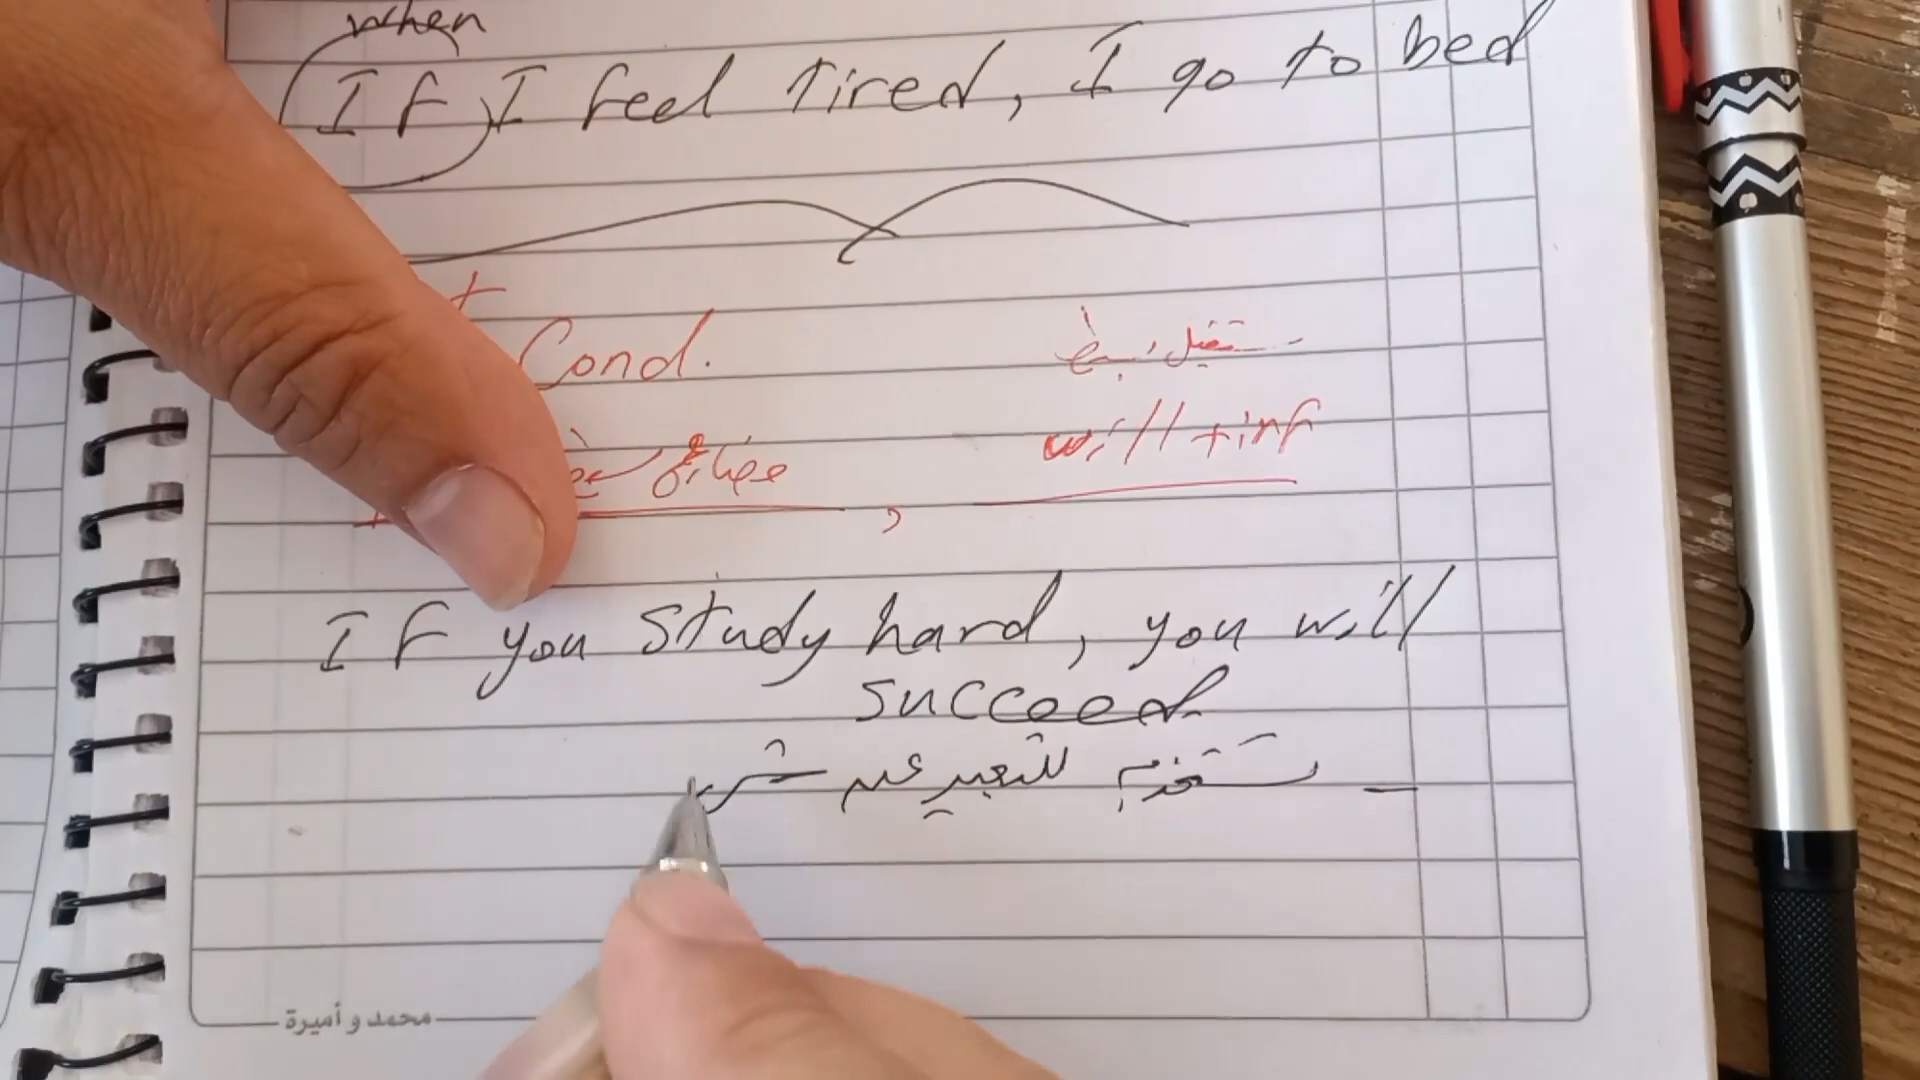 when
If I feel tired, I go to bed
Cond. مستقبل بسيط
مضارع بسيط , will + inf
If you study hard, you will
succeed.
- تستخدم للتعبير عن
محمد و أميرة